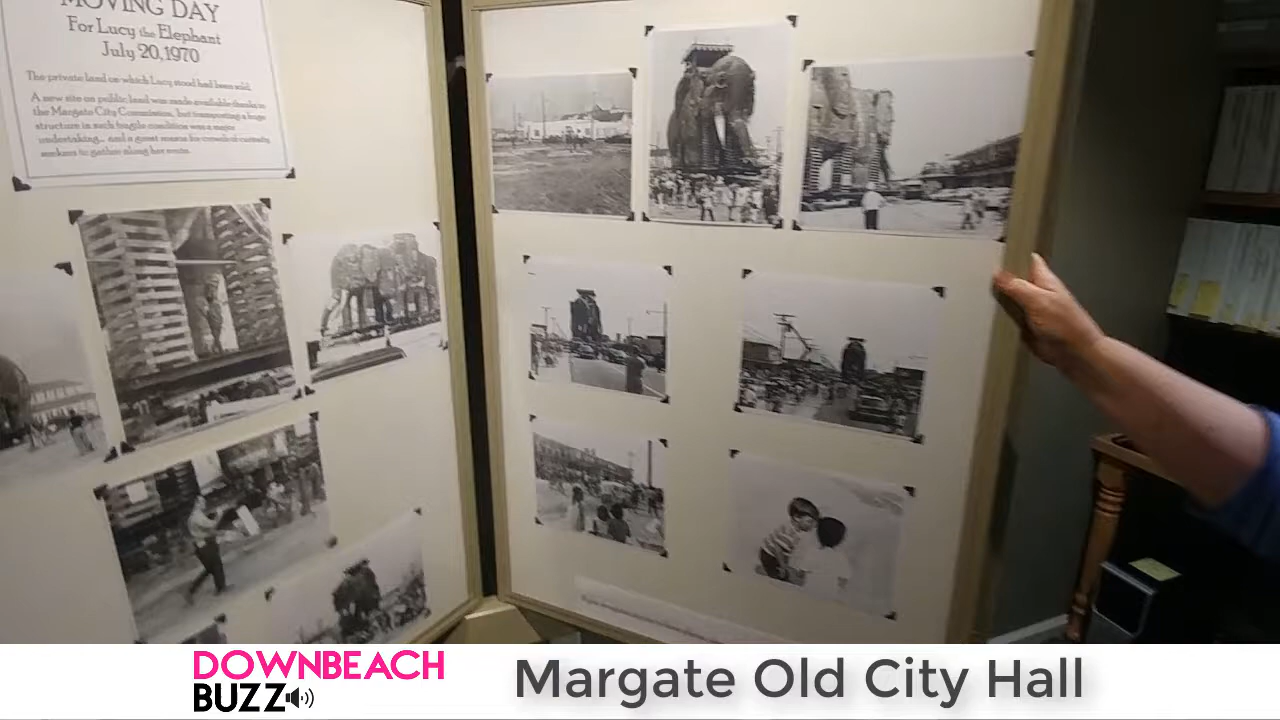 MOVING DAY
For Lucy the Elephant
July 20, 1970
The private land on which Lucy stood had been sold.
A new site on public land was made available thanks to
the Margate City Commission, but transporting a huge
structure in such fragile condition was a major
undertaking... and a great reason for crowds of curiosity
seekers to gather along her route.
DOWNBEACH
BUZZ
Margate Old City Hall